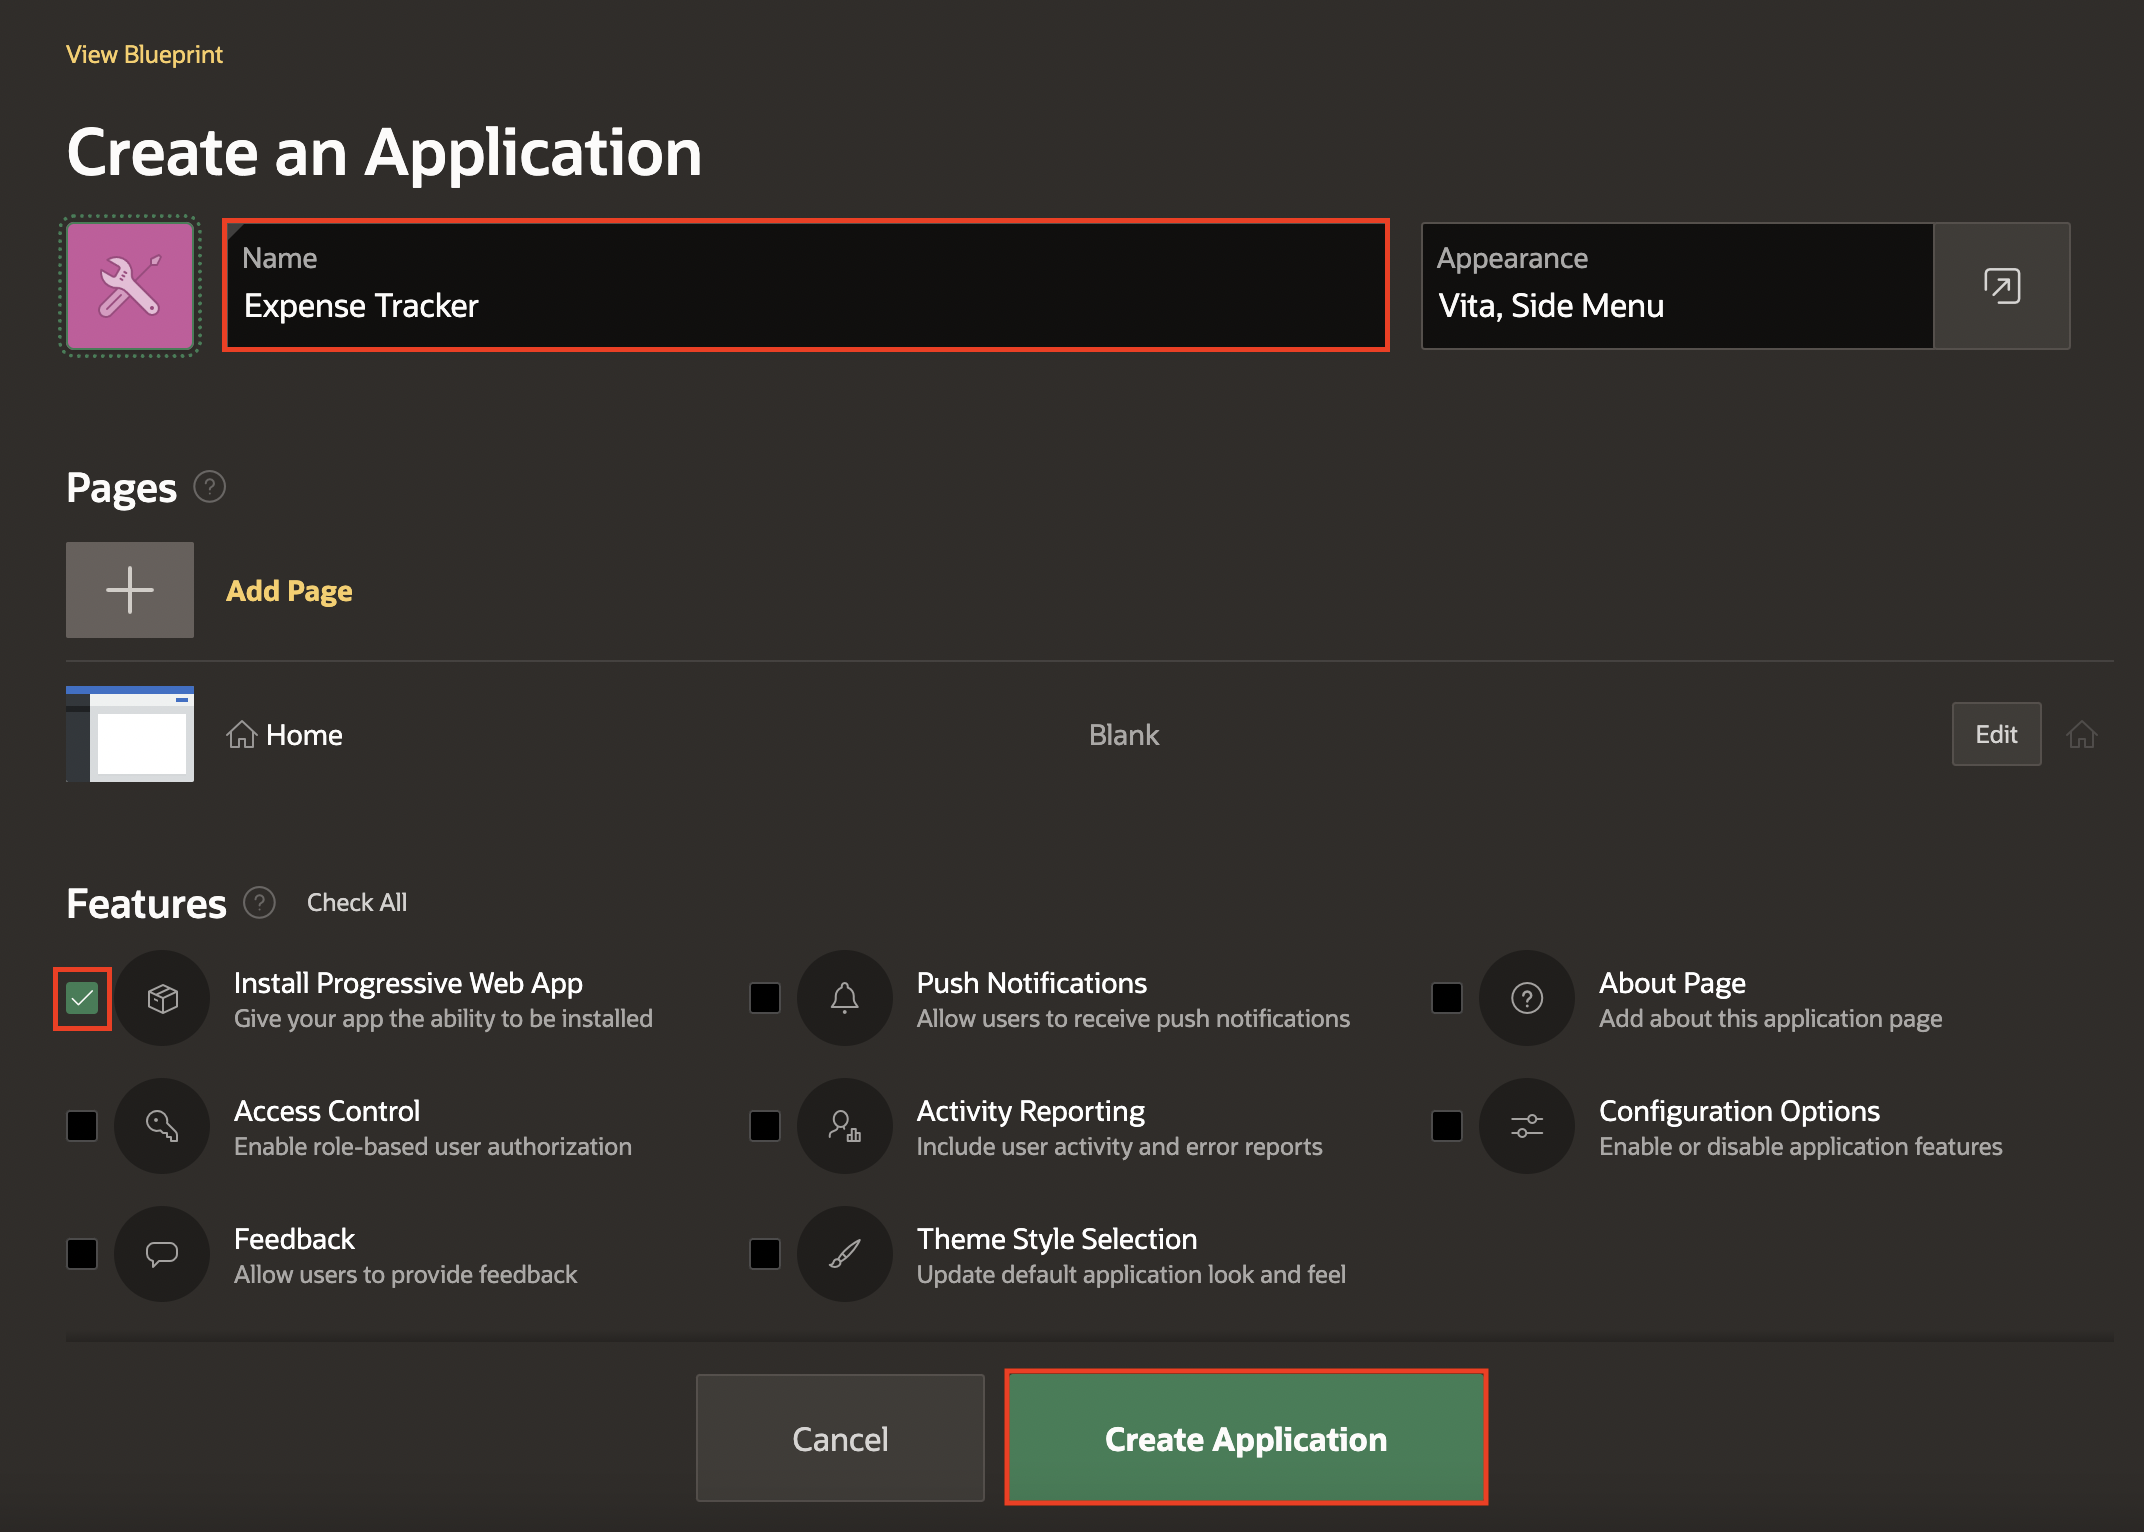 View Blueprint
Create an Application
Name
Expense Tracker
Appearance
Vita, Side Menu
Pages ?
Add Page
Home Blank Edit
Features ? Check All
Install Progressive Web App
Give your app the ability to be installed
Push Notifications
Allow users to receive push notifications
About Page
Add about this application page
Access Control
Enable role-based user authorization
Activity Reporting
Include user activity and error reports
Configuration Options
Enable or disable application features
Feedback
Allow users to provide feedback
Theme Style Selection
Update default application look and feel
Cancel
Create Application